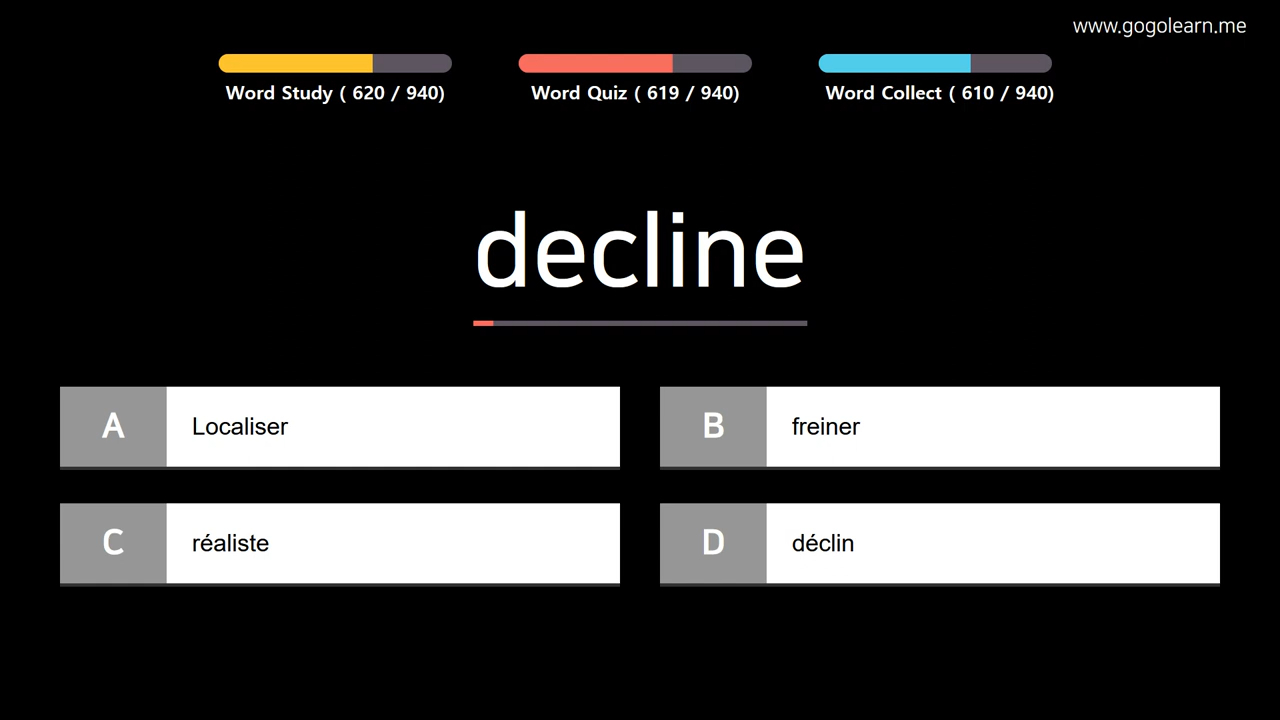 www.gogolearn.me
Word Study ( 620 / 940)
Word Quiz ( 619 / 940)
Word Collect ( 610 / 940)
decline
A Localiser
B freiner
C réaliste
D déclin